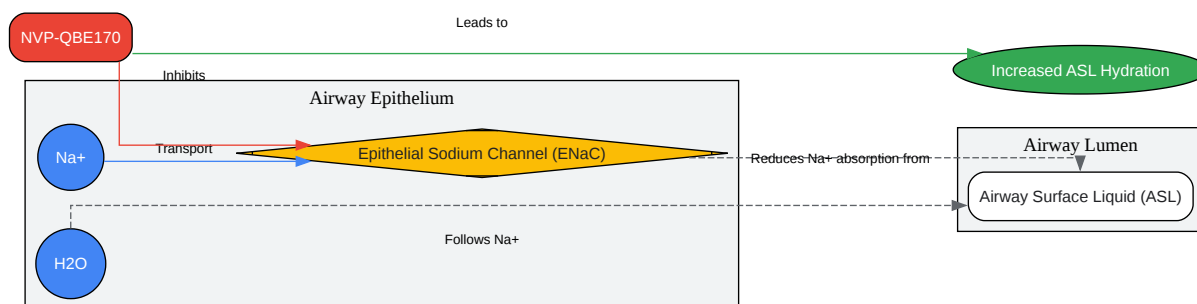 Leads to
NVP-QBE170
Increased ASL Hydration
Inhibits
Airway Epithelium
Airway Lumen
Na+
Transport
Epithelial Sodium Channel (ENaC)
Reduces Na+ absorption from
Airway Surface Liquid (ASL)
Follows Na+
H2O